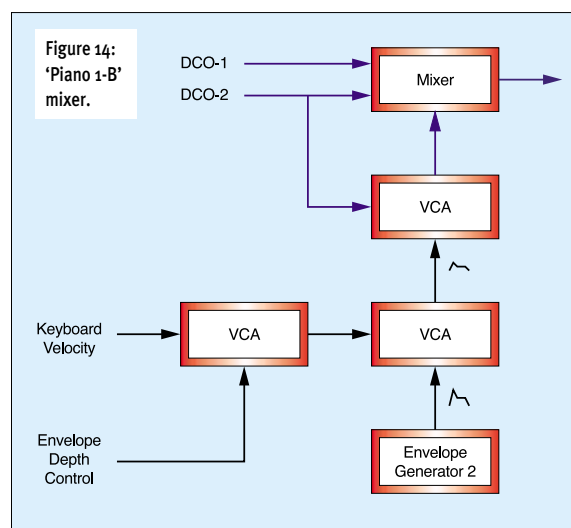 Figure 14:
‘Piano 1-B’
mixer.
DCO-1
DCO-2
Mixer
VCA
Keyboard
Velocity
VCA
VCA
Envelope
Depth
Control
Envelope
Generator 2